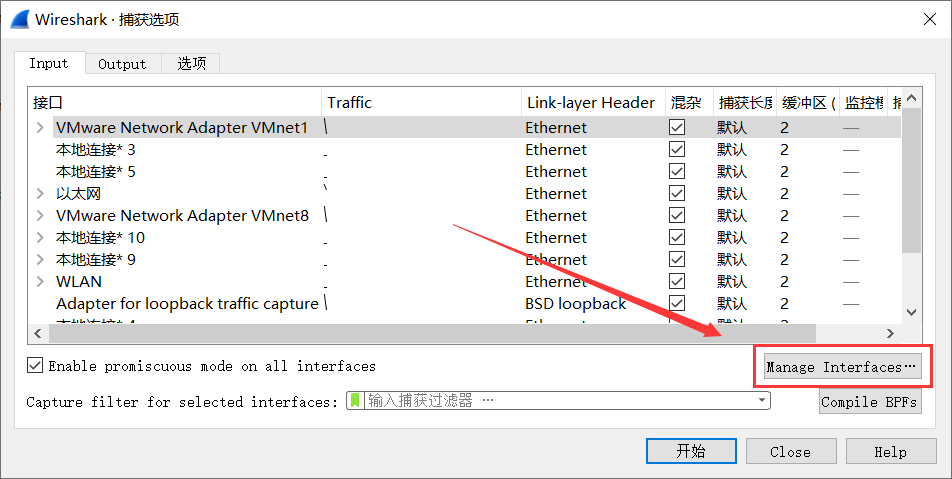 Wireshark · 捕获选项
Input Output 选项
接口 Traffic Link-layer Header 混杂 捕获长度 缓冲区 ( 监控模 捕
VMware Network Adapter VMnet1 Ethernet 默认 2 —
本地连接* 3 _ Ethernet 默认 2 —
本地连接* 5 _ Ethernet 默认 2 —
以太网 Ethernet 默认 2 —
VMware Network Adapter VMnet8 Ethernet 默认 2 —
本地连接* 10 _ Ethernet 默认 2 —
本地连接* 9 _ Ethernet 默认 2 —
WLAN _ Ethernet 默认 2 —
Adapter for loopback traffic capture \ BSD loopback 默认 2 —
Enable promiscuous mode on all interfaces Manage Interfaces…
Capture filter for selected interfaces: 输入捕获过滤器 … Compile BPFs
开始 Close Help